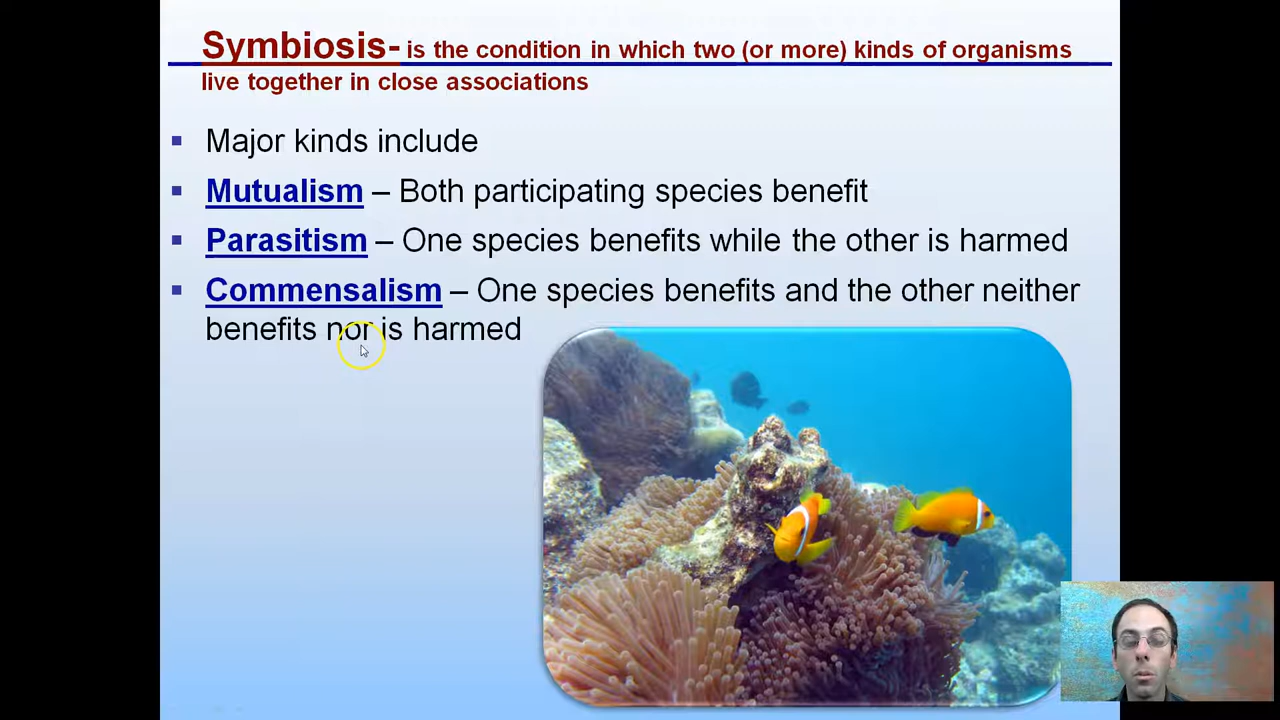 Symbiosis- is the condition in which two (or more) kinds of organisms
live together in close associations
Major kinds include
Mutualism – Both participating species benefit
Parasitism – One species benefits while the other is harmed
Commensalism – One species benefits and the other neither
benefits nor is harmed